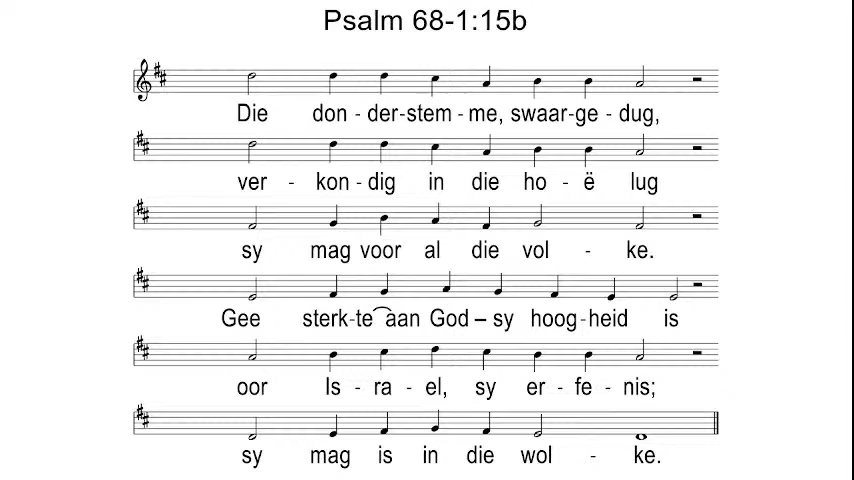 Psalm 68-1:15b
Die don - der-stem - me, swaar-ge - dug,
ver - kon - dig in die ho - ë lug
sy mag voor al die vol - ke.
Gee sterk-te aan God – sy hoog-heid is
oor Is - ra - el, sy er - fe - nis;
sy mag is in die wol - ke.